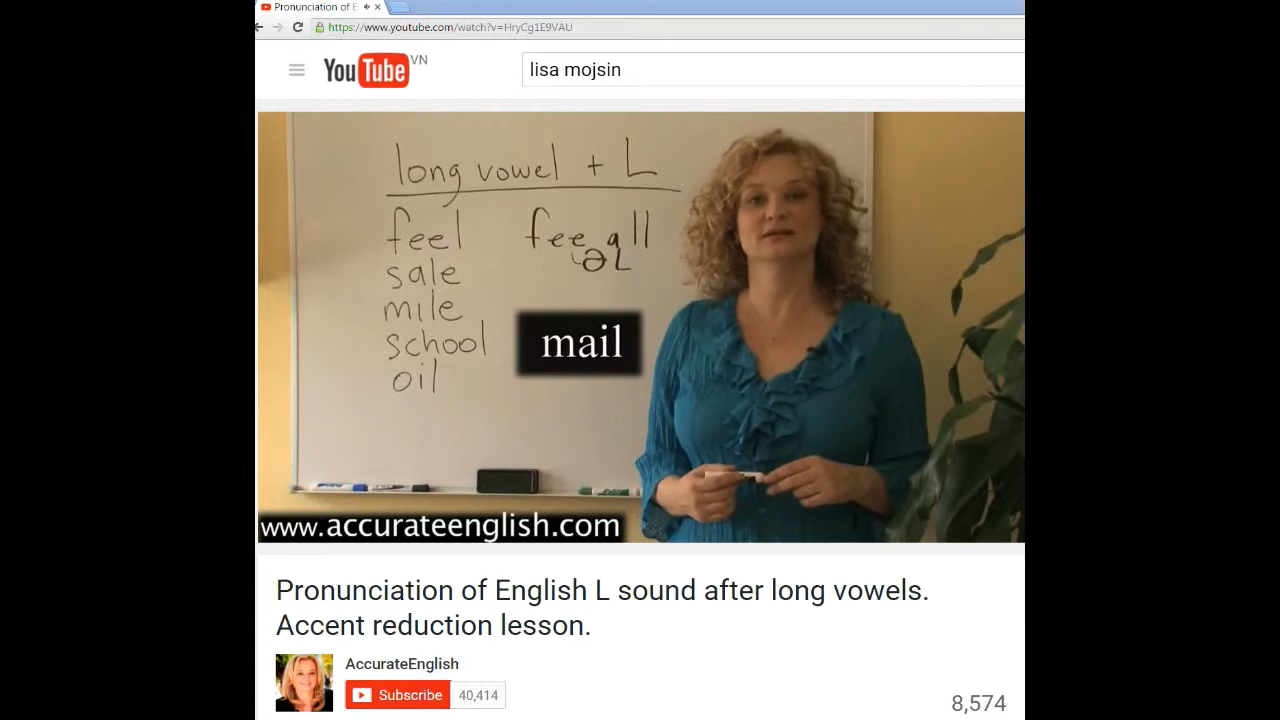 Pronunciation of E
https://www.youtube.com/watch?v=HryCg1E9VAU
YouTube VN
lisa mojsin
long vowel + L
feel feeall
əL
sale
mile
school
oil
mail
www.accurateenglish.com
Pronunciation of English L sound after long vowels.
Accent reduction lesson.
AccurateEnglish
Subscribe 40,414
8,574